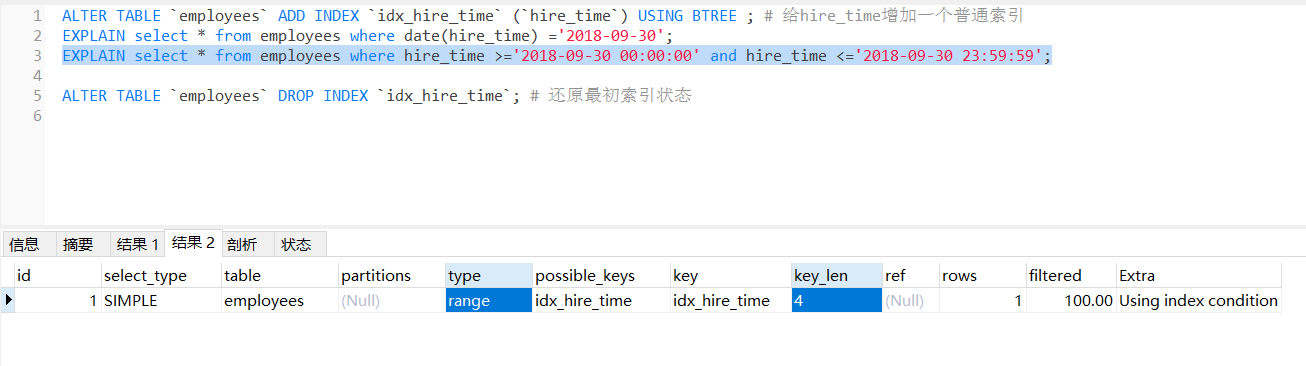 1 ALTER TABLE `employees` ADD INDEX `idx_hire_time` (`hire_time`) USING BTREE ; # 给hire_time增加一个普通索引
2 EXPLAIN select * from employees where date(hire_time) ='2018-09-30';
3 EXPLAIN select * from employees where hire_time >='2018-09-30 00:00:00' and hire_time <='2018-09-30 23:59:59';
4
5 ALTER TABLE `employees` DROP INDEX `idx_hire_time`; # 还原最初索引状态
6
信息 摘要 结果 1 结果 2 剖析 状态
id select_type table partitions type possible_keys key key_len ref rows filtered Extra
1 SIMPLE employees (Null) range idx_hire_time idx_hire_time 4 (Null) 1 100.00 Using index condition